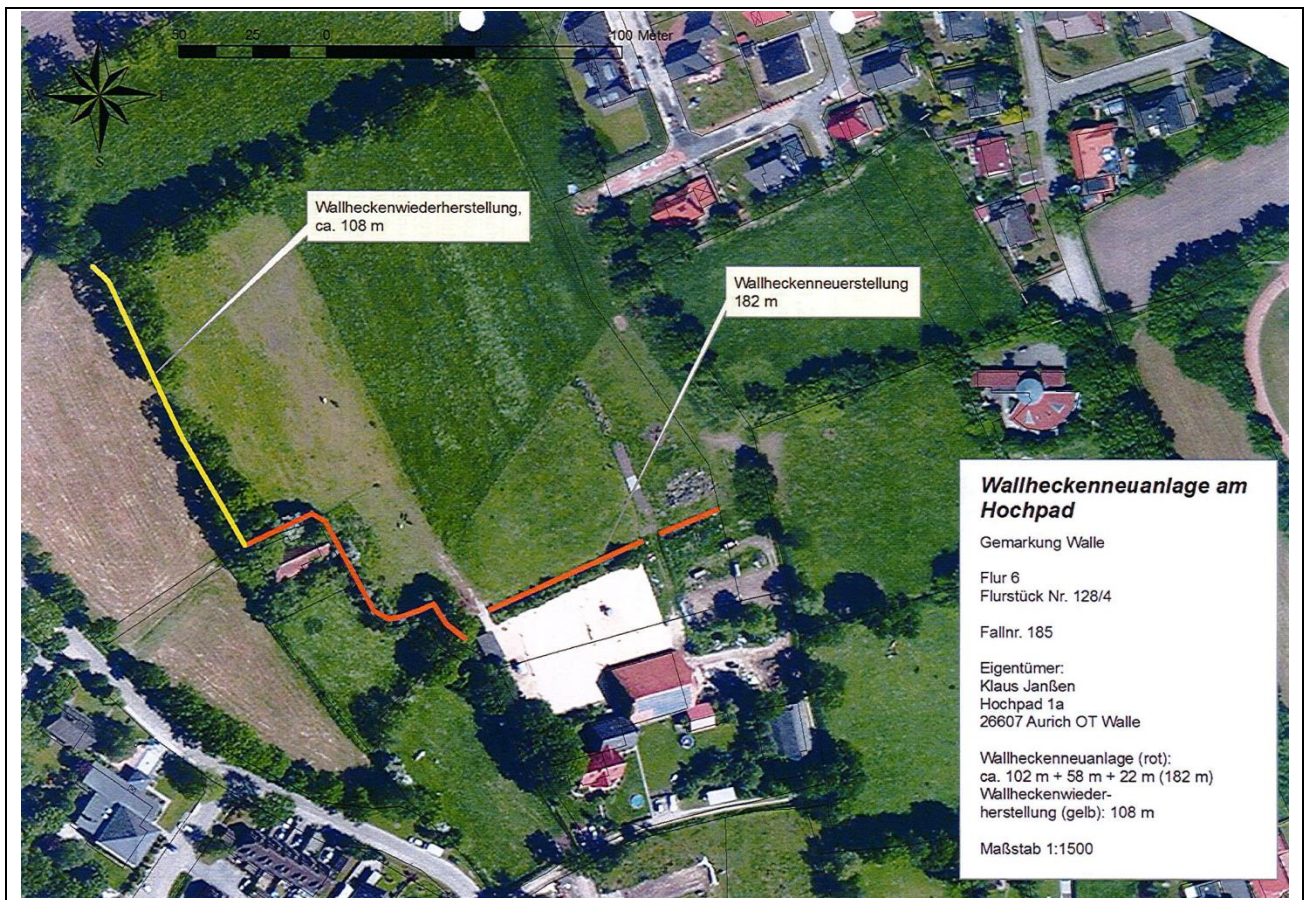 50 25 0 100 Meter
E
S
Wallheckenwiederherstellung,
ca. 108 m
Wallheckenneuerstellung
182 m
Wallheckenneuanlage am
Hochpad
Gemarkung Walle
Flur 6
Flurstück Nr. 128/4
Fallnr. 185
Eigentümer:
Klaus Janßen
Hochpad 1a
26607 Aurich OT Walle
Wallheckenneuanlage (rot):
ca. 102 m + 58 m + 22 m (182 m)
Wallheckenwieder-
herstellung (gelb): 108 m
Maßstab 1:1500